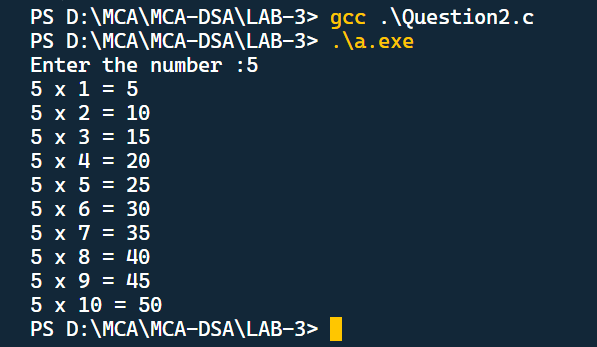 PS D:\MCA\MCA-DSA\LAB-3> gcc .\Question2.c
PS D:\MCA\MCA-DSA\LAB-3> .\a.exe
Enter the number :5
5 x 1 = 5
5 x 2 = 10
5 x 3 = 15
5 x 4 = 20
5 x 5 = 25
5 x 6 = 30
5 x 7 = 35
5 x 8 = 40
5 x 9 = 45
5 x 10 = 50
PS D:\MCA\MCA-DSA\LAB-3>